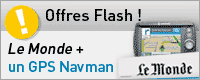 Offres Flash !
Le Monde +
un GPS Navman
Le Monde